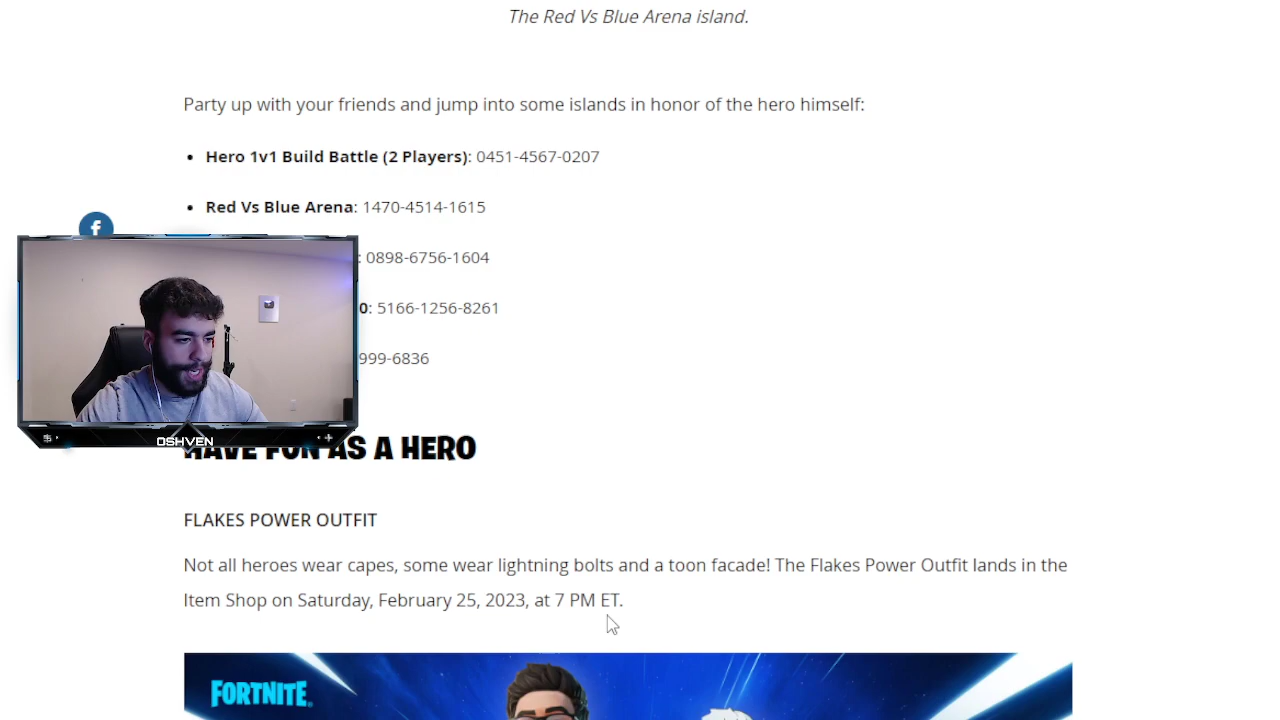 The Red Vs Blue Arena island.
Party up with your friends and jump into some islands in honor of the hero himself:
• Hero 1v1 Build Battle (2 Players): 0451-4567-0207
• Red Vs Blue Arena: 1470-4514-1615
f
: 0898-6756-1604
0: 5166-1256-8261
999-6836
OSHVEN
HAVE FUN AS A HERO
FLAKES POWER OUTFIT
Not all heroes wear capes, some wear lightning bolts and a toon facade! The Flakes Power Outfit lands in the
Item Shop on Saturday, February 25, 2023, at 7 PM ET.
FORTNITE